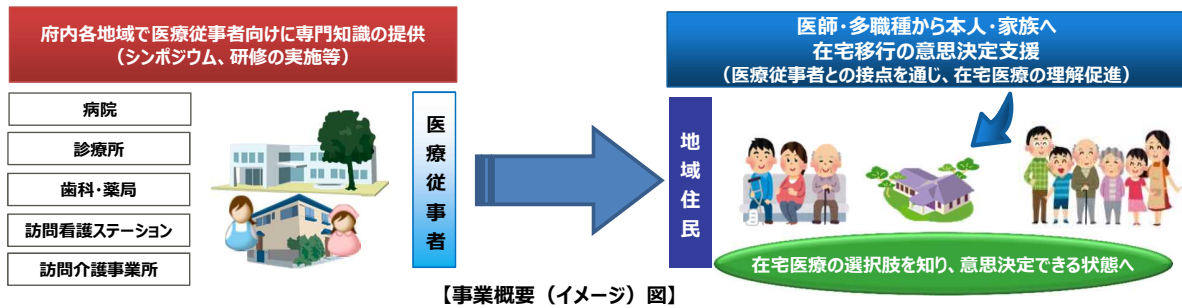 府内各地域で医療従事者向けに専門知識の提供
（シンポジウム、研修の実施等）
病院
診療所
歯科・薬局
訪問看護ステーション
訪問介護事業所
医療従事者
医師・多職種から本人・家族へ
在宅移行の意思決定支援
（医療従事者との接点を通じ、在宅医療の理解促進）
地域住民
在宅医療の選択肢を知り、意思決定できる状態へ
【事業概要（イメージ）図】